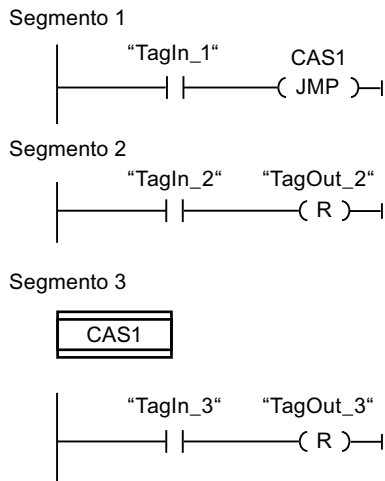 Segmento 1
“TagIn_1“ CAS1
JMP
Segmento 2
“TagIn_2“ “TagOut_2“
R
Segmento 3
CAS1
“TagIn_3“ “TagOut_3“
R